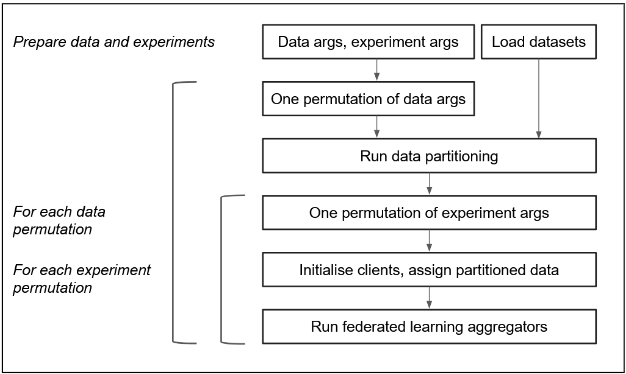 Prepare data and experiments
Data args, experiment args
Load datasets
One permutation of data args
Run data partitioning
For each data
permutation
One permutation of experiment args
For each experiment
permutation
Initialise clients, assign partitioned data
Run federated learning aggregators